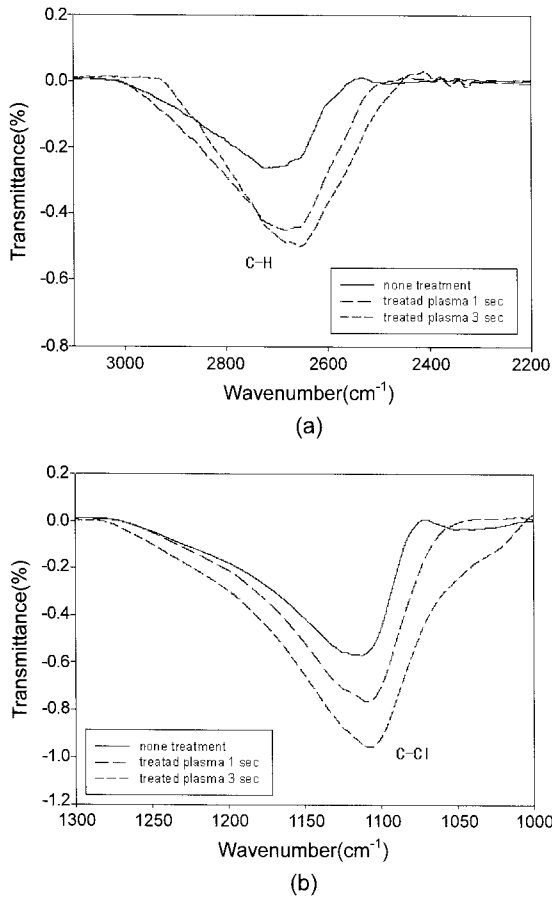 0.2
0.0
-0.2
-0.4
-0.6
-0.8
Transmittance(%)
C-H
none treatment
treatad plasma 1 sec
treated plasma 3 sec
3000 2800 2600 2400 2200
Wavenumber(cm-1)
(a)
0.2
0.0
-0.2
-0.4
-0.6
-0.8
-1.0
-1.2
Transmittance(%)
C-Cl
none treatment
treatad plasma 1 sec
treated plasma 3 sec
1300 1250 1200 1150 1100 1050 1000
Wavenumber(cm-1)
(b)